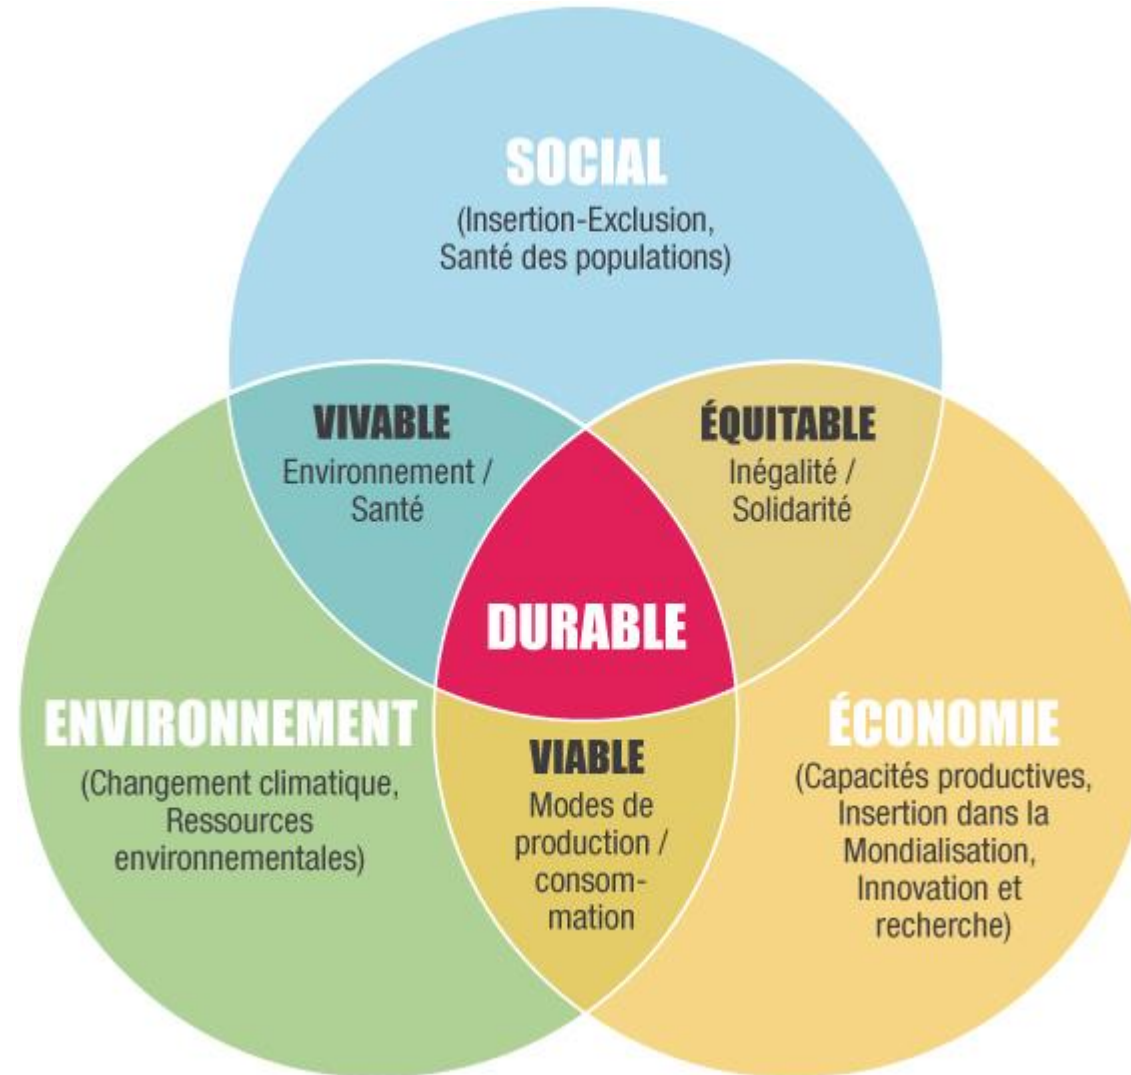 SOCIAL
(Insertion-Exclusion,
Santé des populations)
VIVABLE
Environnement /
Santé
ÉQUITABLE
Inégalité /
Solidarité
DURABLE
ENVIRONNEMENT
(Changement climatique,
Ressources
environnementales)
VIABLE
Modes de
production /
consom-
mation
ÉCONOMIE
(Capacités productives,
Insertion dans la
Mondialisation,
Innovation et
recherche)